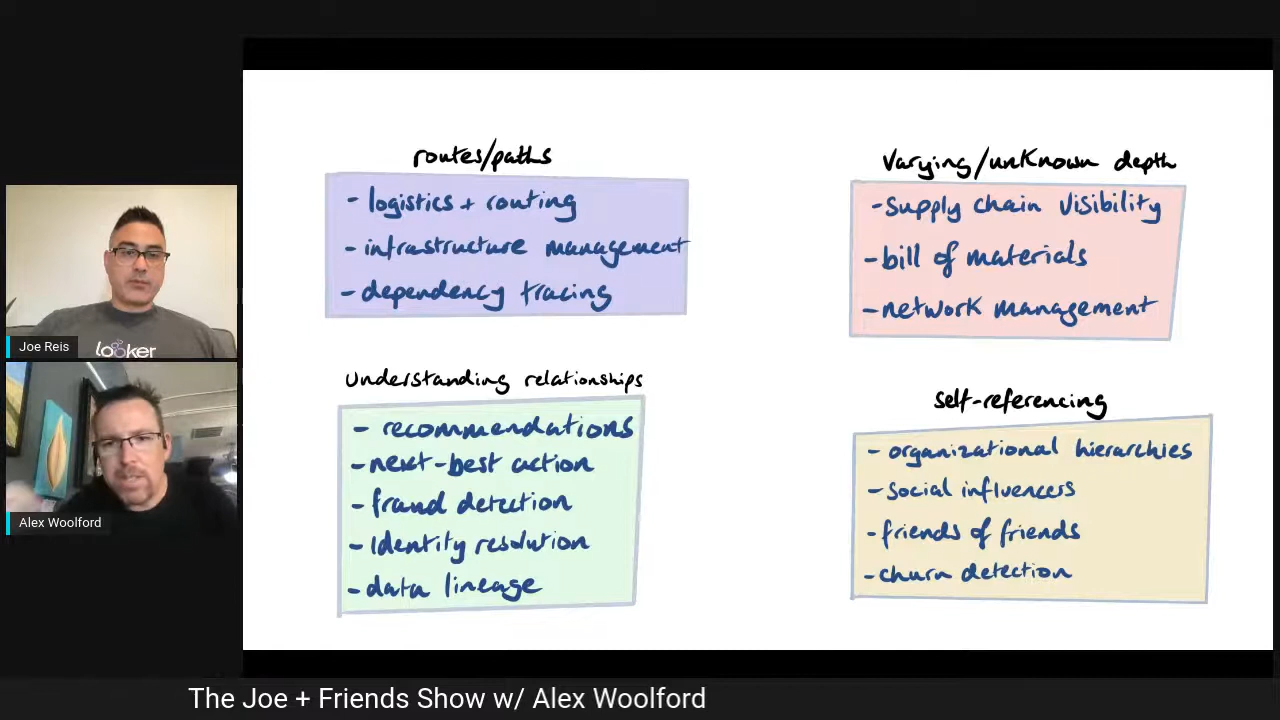 routes/paths
- logistics + routing
- infrastructure management
- dependency tracing
varying/unknown depth
- supply chain visibility
- bill of materials
- network management
understanding relationships
- recommendations
- next-best action
- fraud detection
- identity resolution
- data lineage
self-referencing
- organizational hierarchies
- social influencers
- friends of friends
- churn detection
looker
Joe Reis
Alex Woolford
The Joe + Friends Show w/ Alex Woolford